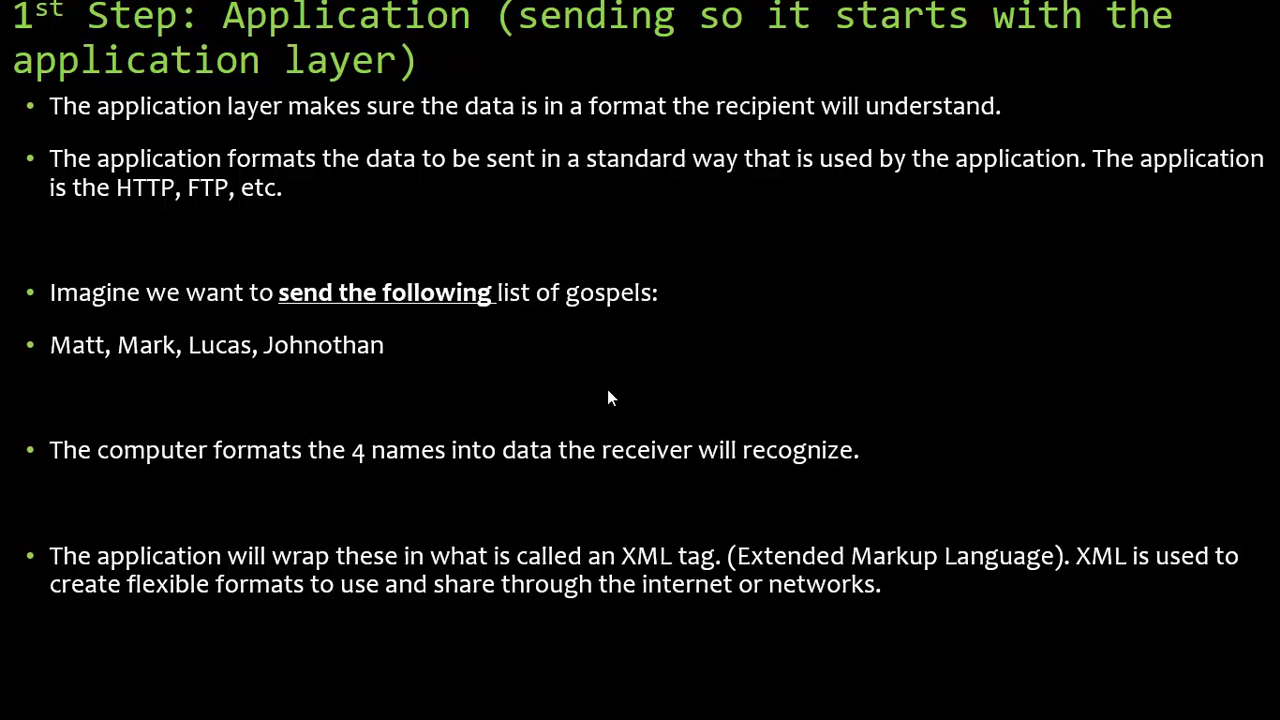 1st Step: Application (sending so it starts with the
application layer)
• The application layer makes sure the data is in a format the recipient will understand.
• The application formats the data to be sent in a standard way that is used by the application. The application
is the HTTP, FTP, etc.
• Imagine we want to send the following list of gospels:
• Matt, Mark, Lucas, Johnothan
• The computer formats the 4 names into data the receiver will recognize.
• The application will wrap these in what is called an XML tag. (Extended Markup Language). XML is used to
create flexible formats to use and share through the internet or networks.